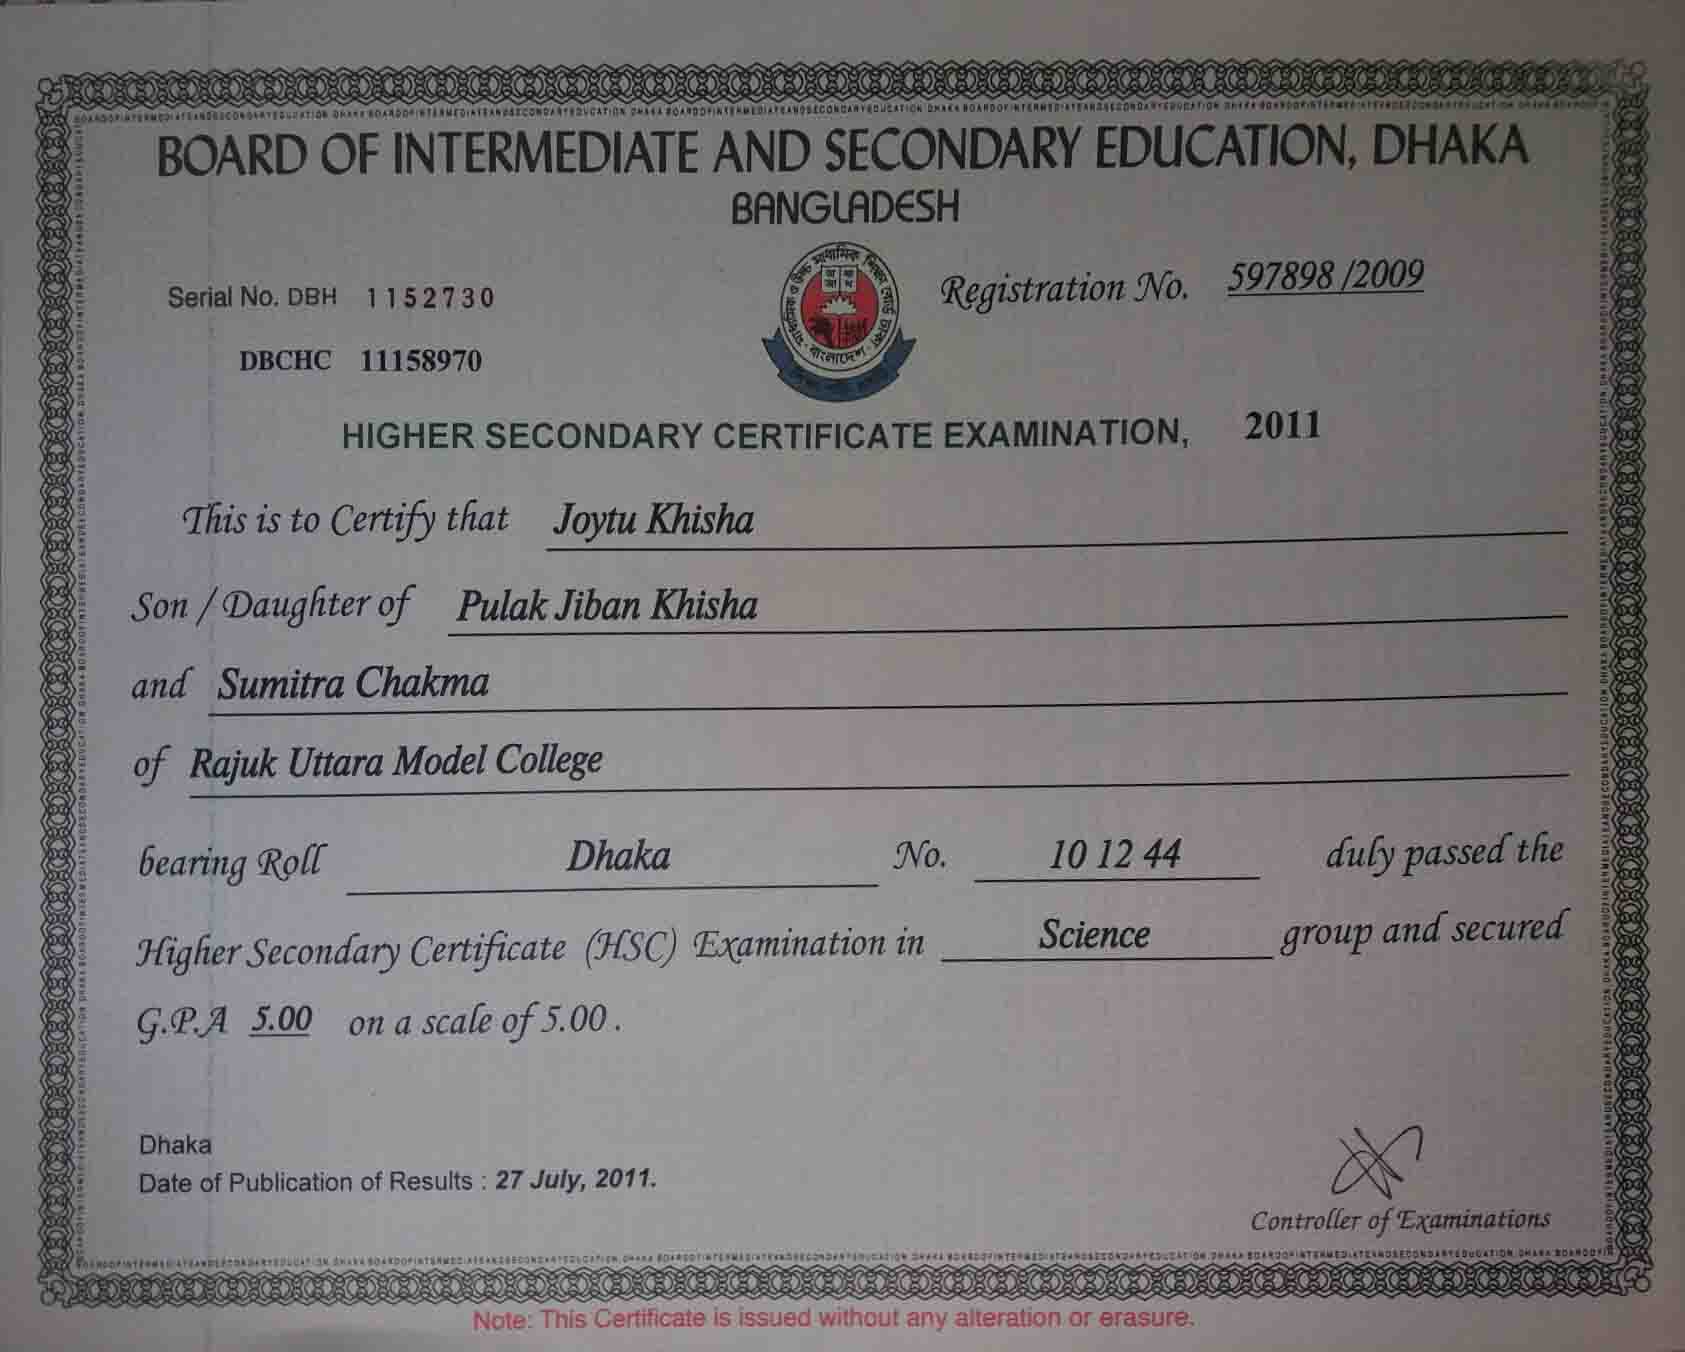 BOARD OF INTERMEDIATE AND SECONDARY EDUCATION, DHAKA
BANGLADESH
Serial No. DBH 1152730
Registration No. 597898 /2009
DBCHC 11158970
বাংলাদেশ
HIGHER SECONDARY CERTIFICATE EXAMINATION, 2011
This is to Certify that Joytu Khisha
Son / Daughter of Pulak Jiban Khisha
and Sumitra Chakma
of Rajuk Uttara Model College
bearing Roll Dhaka No. 10 12 44 duly passed the
Higher Secondary Certificate (HSC) Examination in Science group and secured
G.P.A 5.00 on a scale of 5.00 .
Dhaka
Date of Publication of Results : 27 July, 2011.
Controller of Examinations
Note: This Certificate is issued without any alteration or erasure.